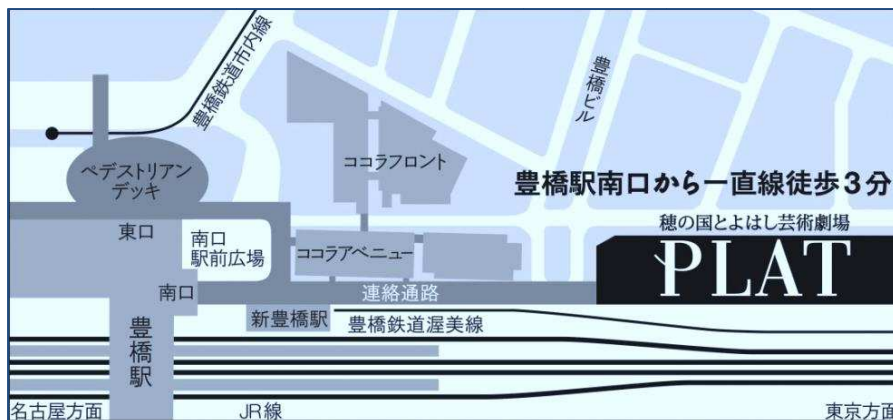 豊橋鉄道市内線
豊橋ビル
ペデストリアン
デッキ
ココラフロント
豊橋駅南口から一直線徒歩3分
穂の国とよはし芸術劇場
PLAT
東口
南口
駅前広場
ココラアベニュー
南口
連絡通路
新豊橋駅
豊橋鉄道渥美線
豊橋駅
名古屋方面
JR線
東京方面